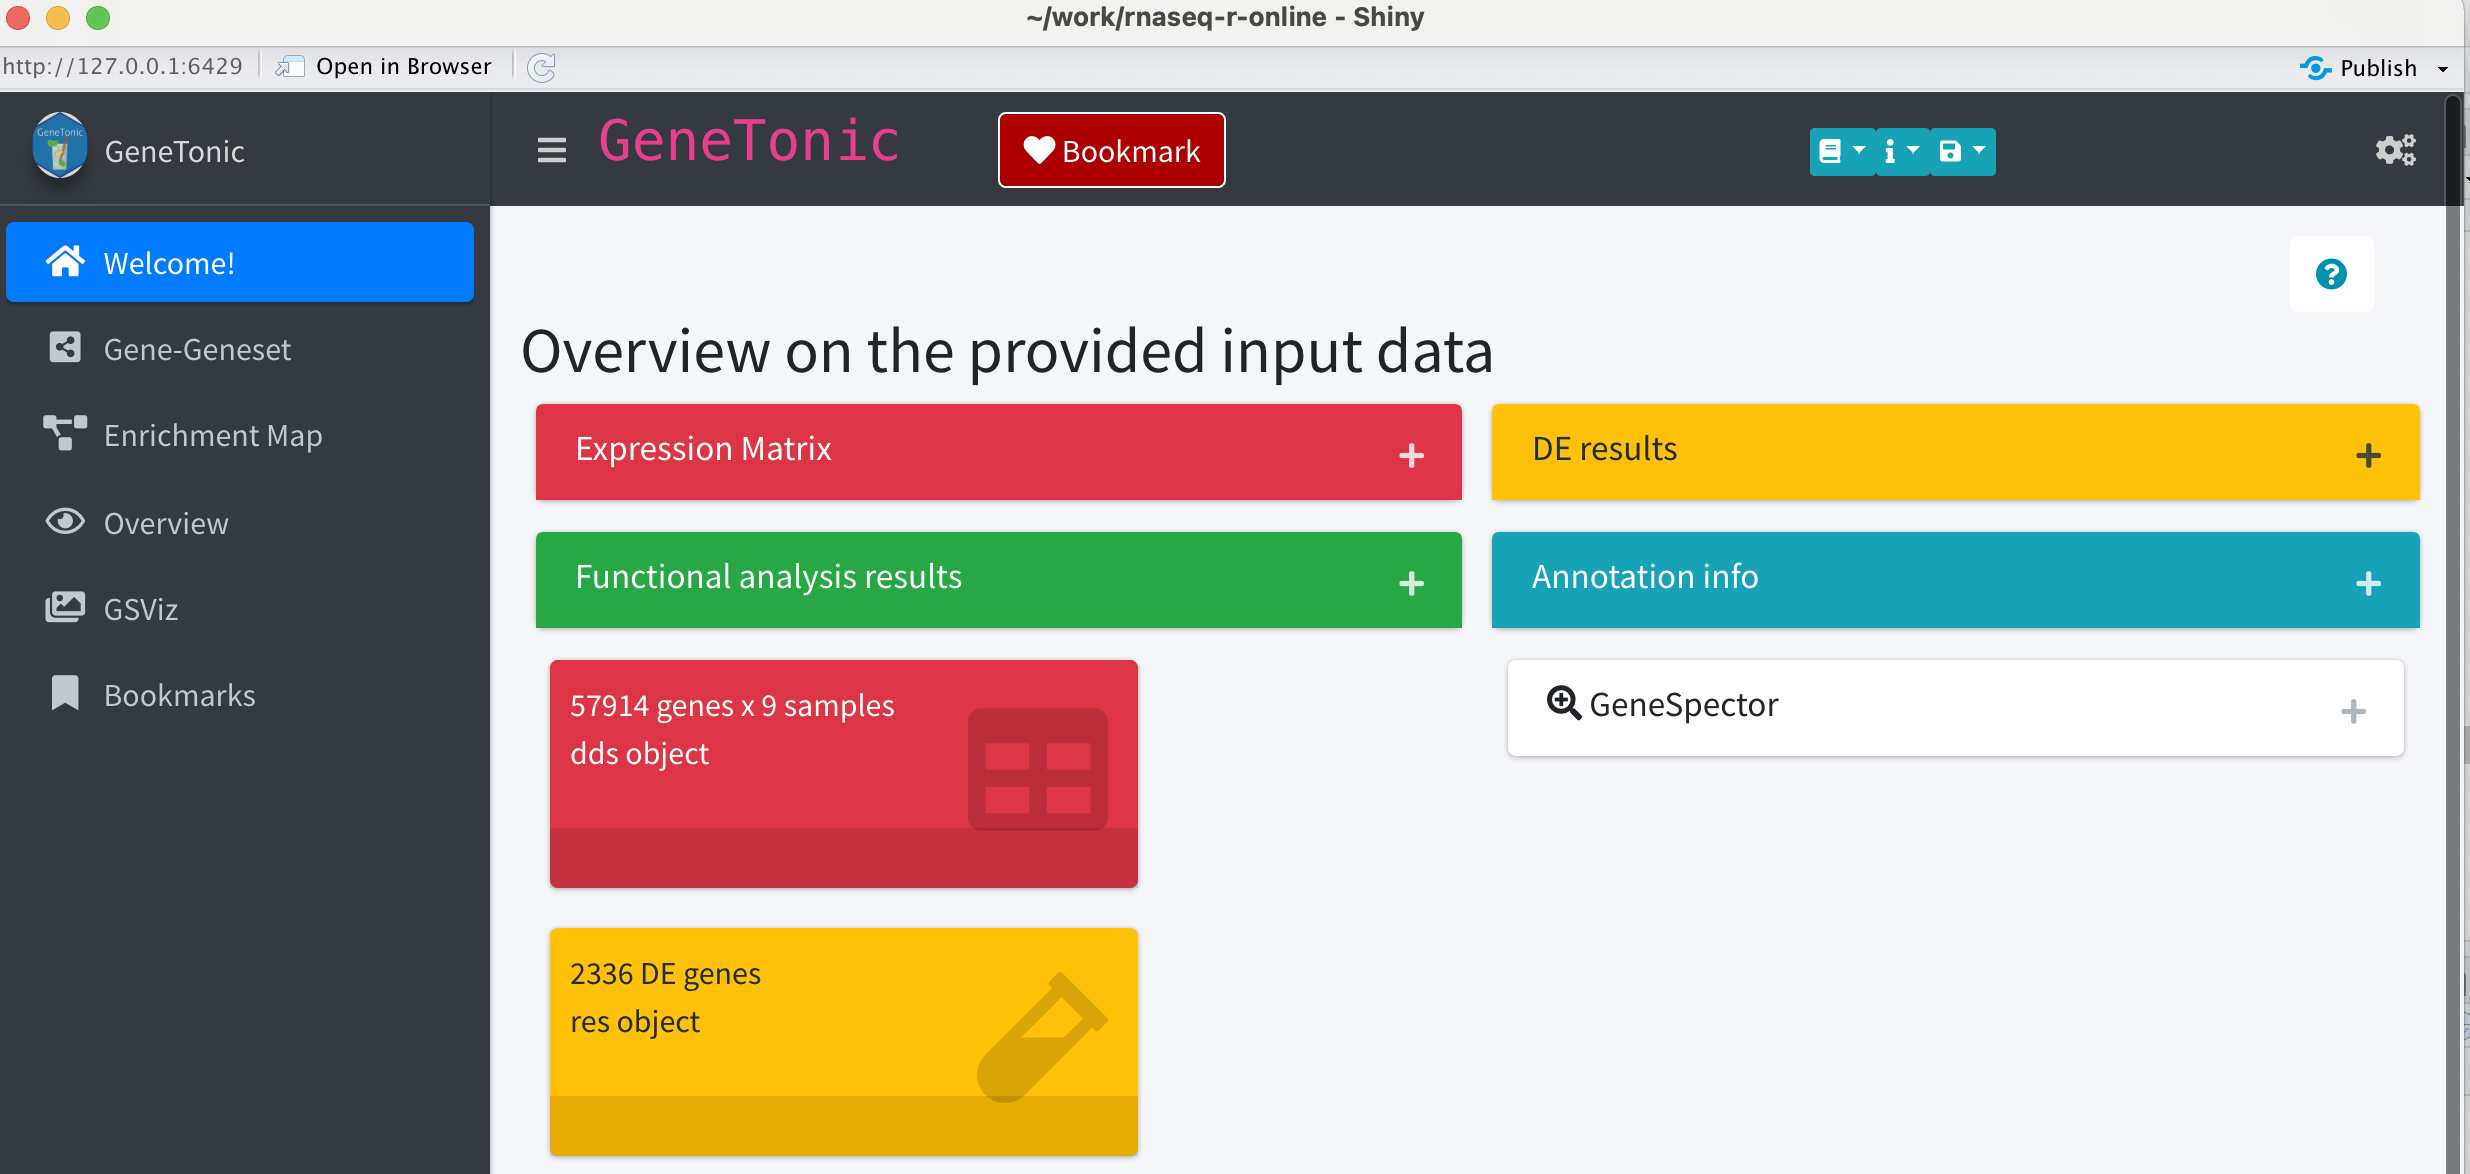 ~/work/rnaseq-r-online - Shiny
http://127.0.0.1:6429
Open in Browser
Publish
GeneTonic
GeneTonic
GeneTonic
Bookmark
Welcome!
Gene-Geneset
Enrichment Map
Overview
GSViz
Bookmarks
Overview on the provided input data
Expression Matrix
DE results
Functional analysis results
Annotation info
57914 genes x 9 samples
dds object
GeneSpector
2336 DE genes
res object